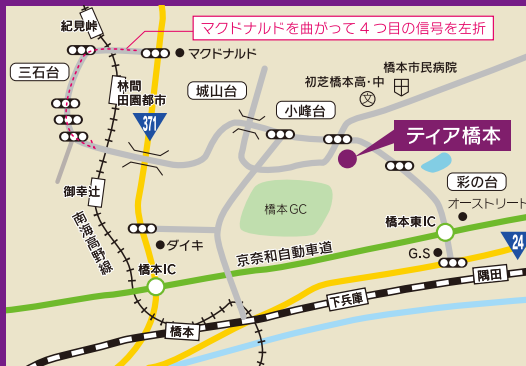 紀見峠
マクドナルドを曲がって4つ目の信号を左折
マクドナルド
三石台
林間
田園都市
城山台
橋本市民病院
初芝橋本高・中
文
小峰台
371
ティア橋本
御幸辻
彩の台
オーストリート
橋本GC
南海高野線
橋本東IC
ダイキ
京奈和自動車道
G.S
24
橋本IC
隅田
下兵庫
橋本